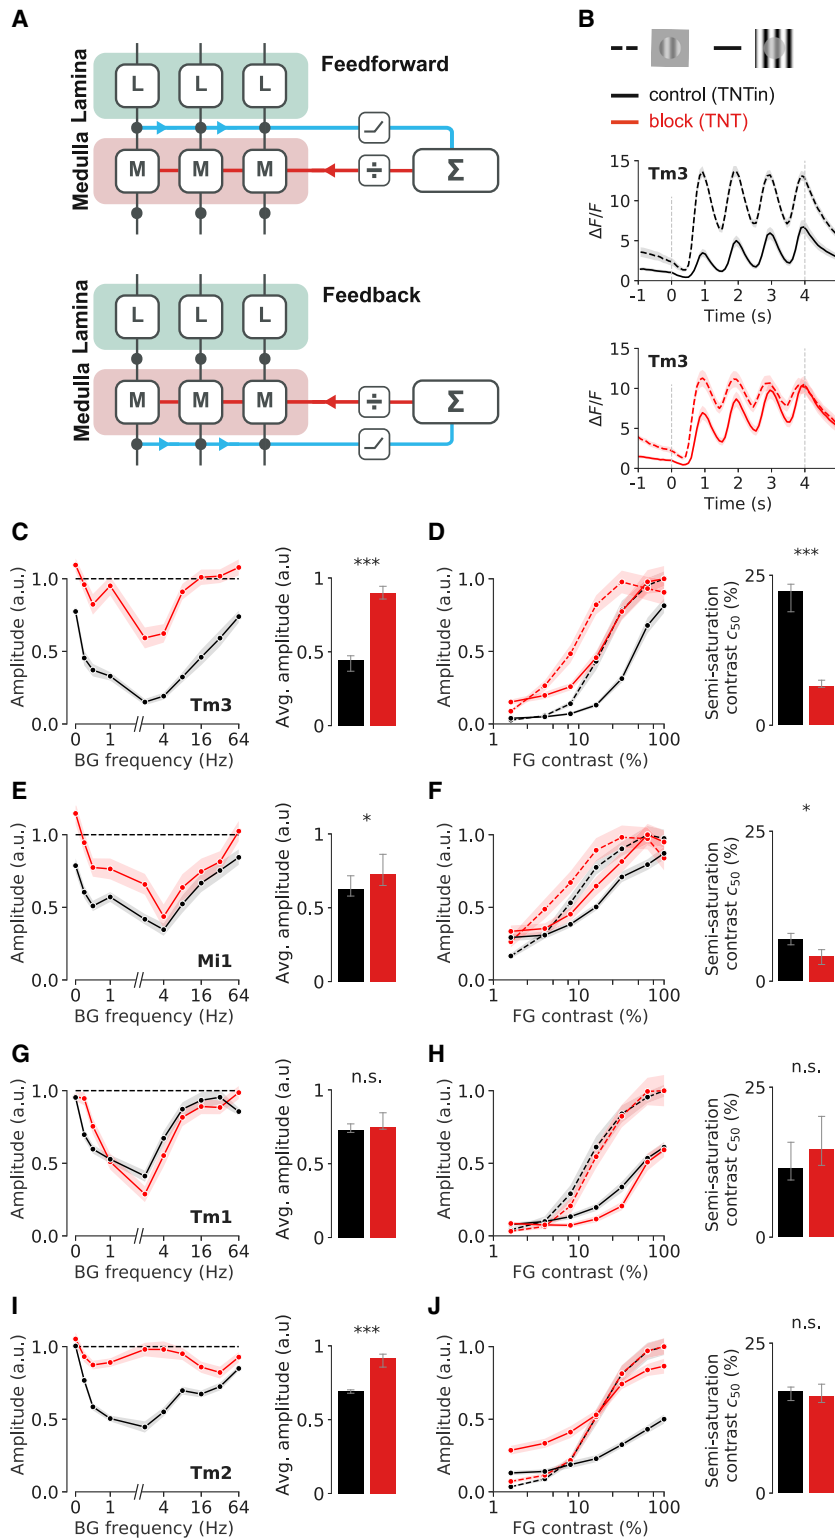 A
Lamina
L
L
L
Feedforward
Medulla
M
M
M
÷
Σ
Lamina
L
L
L
Feedback
Medulla
M
M
M
÷
Σ
B
control (TNTin)
block (TNT)
Tm3
ΔF/F
15
10
5
0
-1 0 1 2 3 4
Time (s)
Tm3
ΔF/F
15
10
5
0
-1 0 1 2 3 4
Time (s)
C
Amplitude (a.u.)
1.0
0.5
0.0
Tm3
0 1 4 16 64
BG frequency (Hz)
Avg. amplitude (a.u)
***
1
0.5
0
D
Amplitude (a.u.)
1.0
0.5
0.0
1 10 100
FG contrast (%)
Semi-saturation
contrast c50 (%)
***
25
0
E
Amplitude (a.u.)
1.0
0.5
0.0
Mi1
0 1 4 16 64
BG frequency (Hz)
Avg. amplitude (a.u)
*
1
0.5
0
F
Amplitude (a.u.)
1.0
0.5
0.0
1 10 100
FG contrast (%)
Semi-saturation
contrast c50 (%)
*
25
0
G
Amplitude (a.u.)
1.0
0.5
0.0
Tm1
0 1 4 16 64
BG frequency (Hz)
Avg. amplitude (a.u)
n.s.
1
0.5
0
H
Amplitude (a.u.)
1.0
0.5
0.0
1 10 100
FG contrast (%)
Semi-saturation
contrast c50 (%)
n.s.
25
0
I
Amplitude (a.u.)
1.0
0.5
0.0
Tm2
0 1 4 16 64
BG frequency (Hz)
Avg. amplitude (a.u)
***
1
0.5
0
J
Amplitude (a.u.)
1.0
0.5
0.0
1 10 100
FG contrast (%)
Semi-saturation
contrast c50 (%)
n.s.
25
0